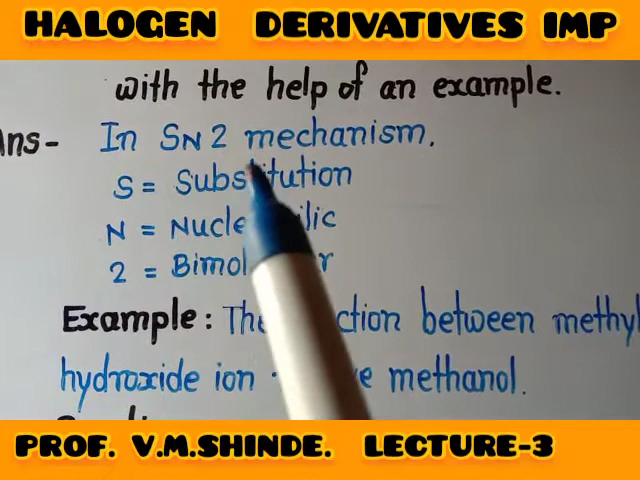 HALOGEN DERIVATIVES IMP
with the help of an example.
Ans- In SN2 mechanism.
S = Substitution
N = Nucle ilic
2 = Bimol r
Example: The ction between methyl
hydroxide ion methanol.
PROF. V.M.SHINDE. LECTURE-3